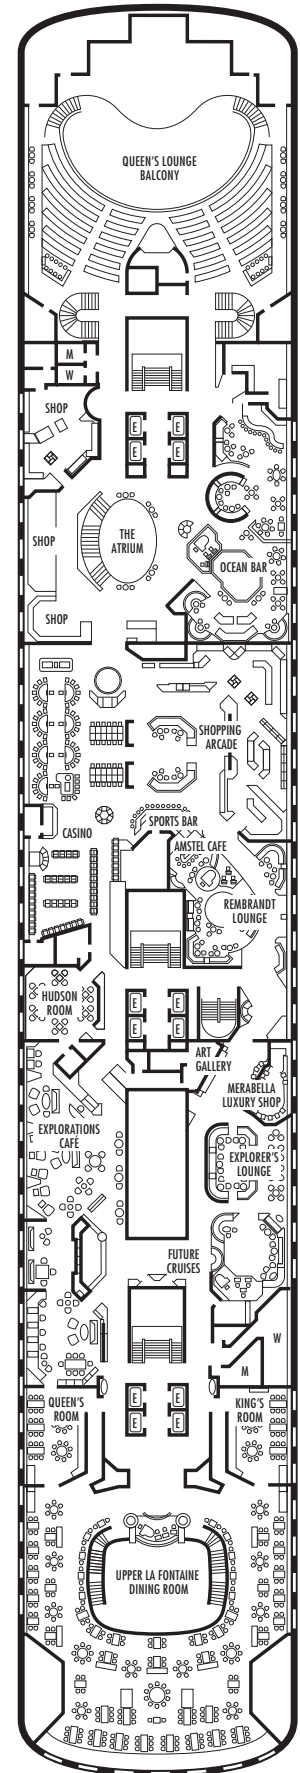 QUEEN'S LOUNGE
BALCONY
M
W
SHOP
E
E
E
E
SHOP
THE
ATRIUM
OCEAN BAR
SHOP
SHOPPING
ARCADE
SPORTS BAR
CASINO
AMSTEL CAFE
REMBRANDT
LOUNGE
HUDSON
ROOM
E
E
E
E
ART
GALLERY
MERABELLA
LUXURY SHOP
EXPLORATIONS
CAFÉ
EXPLORER'S
LOUNGE
FUTURE
CRUISES
W
M
QUEEN'S
ROOM
E
E
E
E
KING'S
ROOM
UPPER LA FONTAINE
DINING ROOM